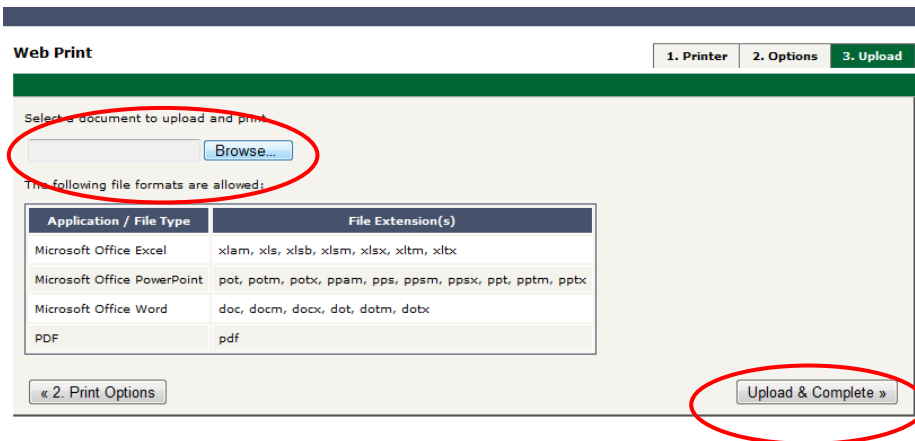 Web Print
1. Printer 2. Options 3. Upload
Select a document to upload and print
Browse...
The following file formats are allowed:
Application / File Type File Extension(s)
Microsoft Office Excel xlam, xls, xlsb, xlsm, xlsx, xltm, xltx
Microsoft Office PowerPoint pot, potm, potx, ppam, pps, ppsm, ppsx, ppt, pptm, pptx
Microsoft Office Word doc, docm, docx, dot, dotm, dotx
PDF pdf
« 2. Print Options Upload & Complete »